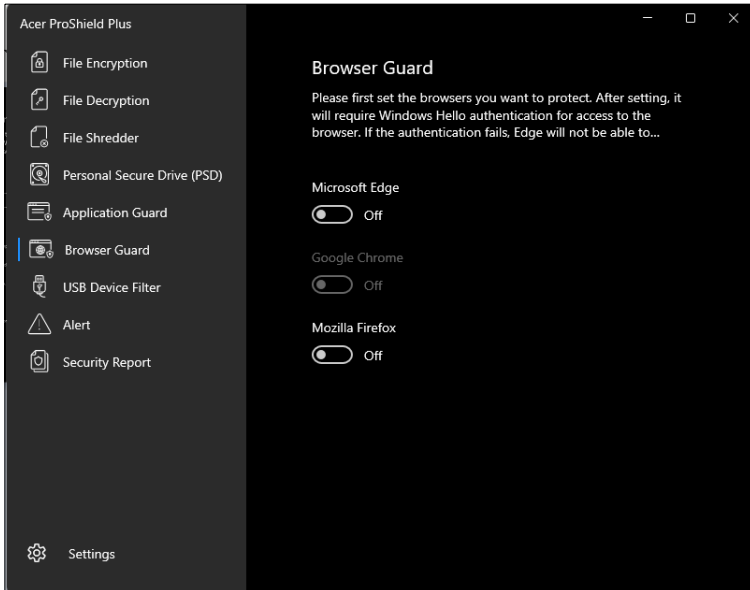 Acer ProShield Plus
File Encryption
File Decryption
File Shredder
Personal Secure Drive (PSD)
Application Guard
Browser Guard
USB Device Filter
Alert
Security Report
Settings
Browser Guard
Please first set the browsers you want to protect. After setting, it
will require Windows Hello authentication for access to the
browser. If the authentication fails, Edge will not be able to...
Microsoft Edge
Off
Google Chrome
Off
Mozilla Firefox
Off